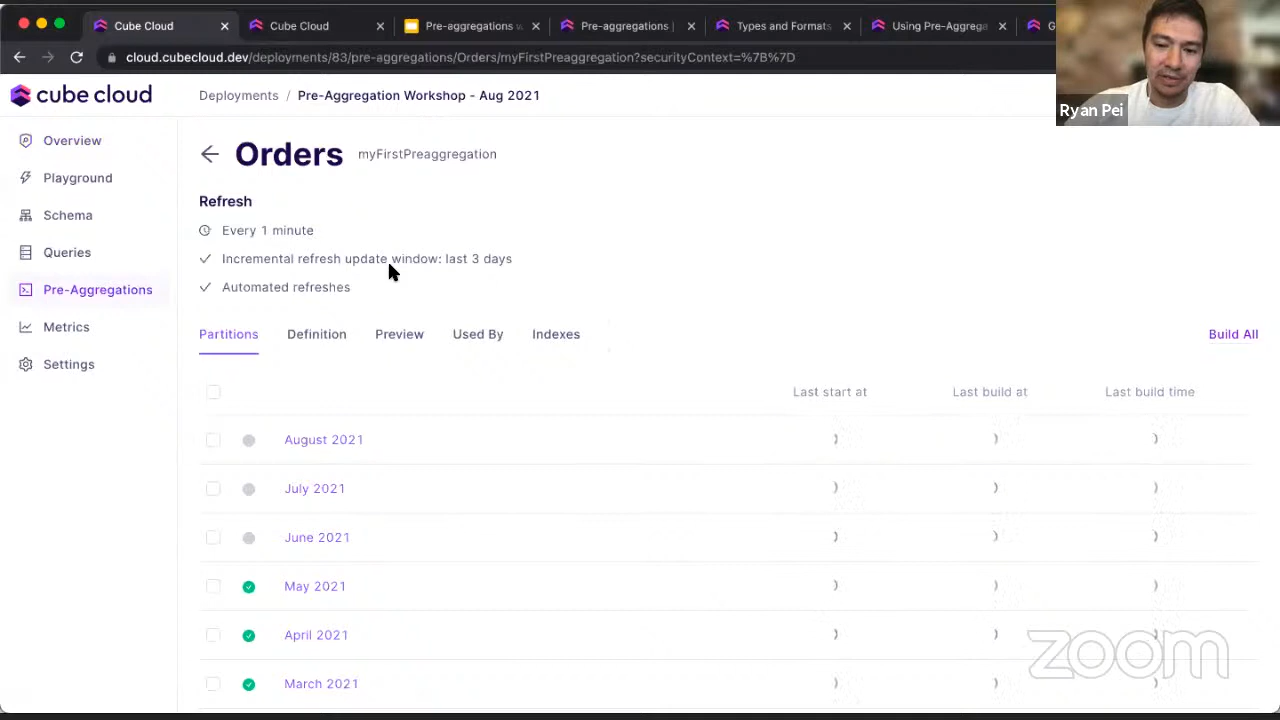 Cube Cloud
Cube Cloud
Pre-aggregations
Pre-aggregations
Types and Formats
Using Pre-Aggrega
cloud.cubecloud.dev/deployments/83/pre-aggregations/Orders/myFirstPreaggregation?securityContext=%7B%7D
Ryan Pei
cube cloud
Deployments / Pre-Aggregation Workshop - Aug 2021
Overview
Playground
Schema
Queries
Pre-Aggregations
Metrics
Settings
Orders myFirstPreaggregation
Refresh
Every 1 minute
Incremental refresh update window: last 3 days
Automated refreshes
Partitions Definition Preview Used By Indexes Build All
Last start at Last build at Last build time
August 2021
July 2021
June 2021
May 2021
April 2021
March 2021
zoom